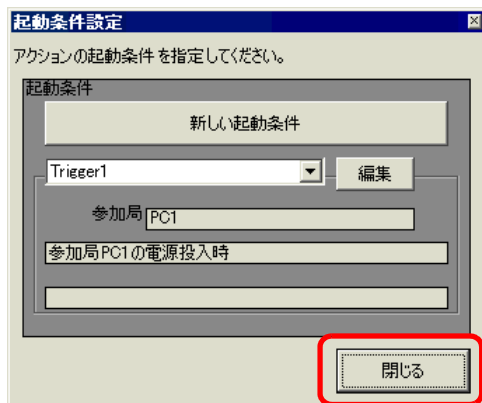 起動条件設定
アクションの起動条件 を指定してください。
起動条件
新しい起動条件
Trigger1
編集
参加局 PC1
参加局PC1の電源投入時
閉じる